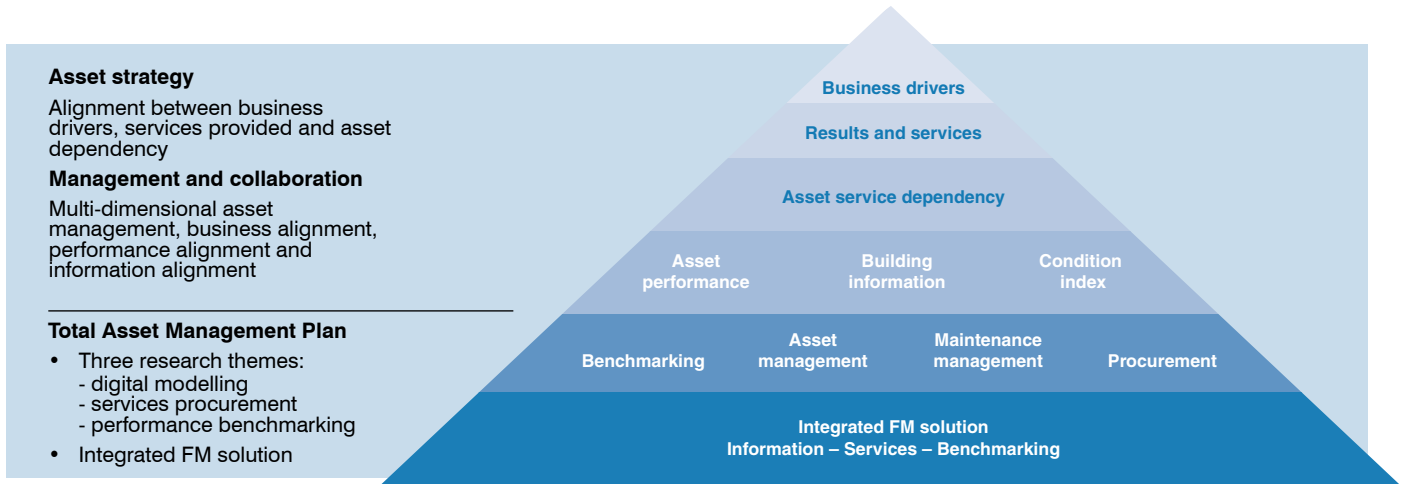 Asset strategy
Alignment between business
drivers, services provided and asset
dependency
Management and collaboration
Multi-dimensional asset
management, business alignment,
performance alignment and
information alignment
Total Asset Management Plan
• Three research themes:
- digital modelling
- services procurement
- performance benchmarking
• Integrated FM solution
Business drivers
Results and services
Asset service dependency
Asset
performance
Building
information
Condition
index
Benchmarking
Asset
management
Maintenance
management
Procurement
Integrated FM solution
Information – Services – Benchmarking